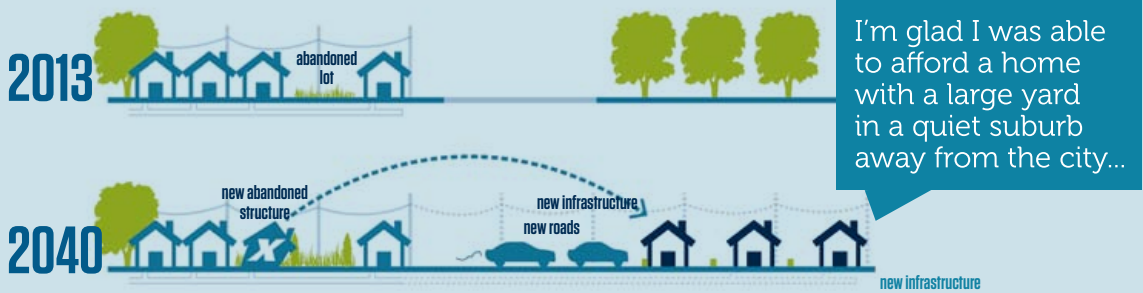 2013
abandoned
lot
I'm glad I was able
to afford a home
with a large yard
in a quiet suburb
away from the city...
2040
new abandoned
structure
X
new infrastructure
new roads
new infrastructure